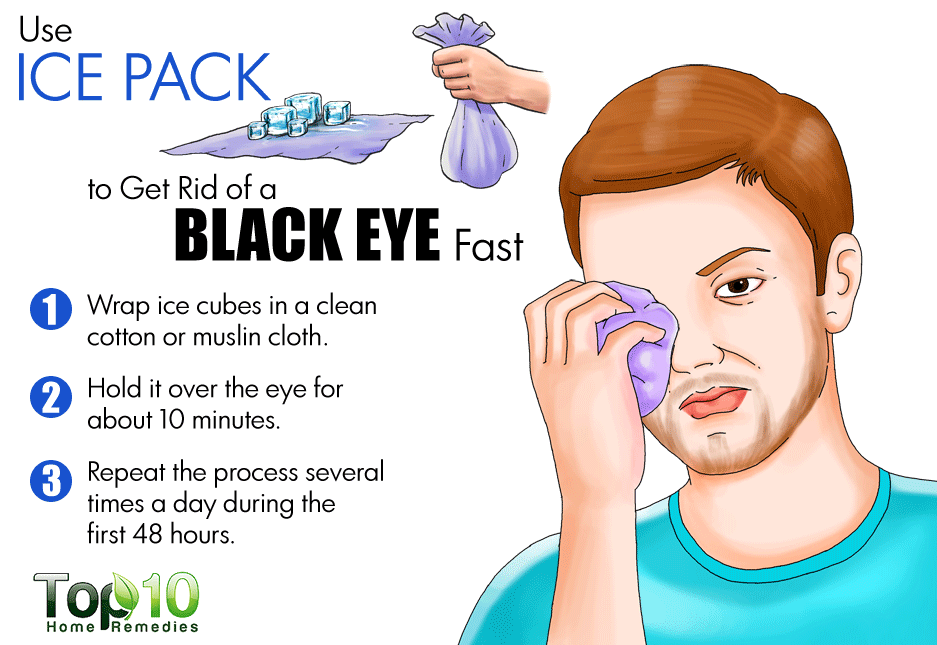 Use
ICE PACK
to Get Rid of a
BLACK EYE Fast
1 Wrap ice cubes in a clean
cotton or muslin cloth.
2 Hold it over the eye for
about 10 minutes.
3 Repeat the process several
times a day during the
first 48 hours.
Top10
Home Remedies